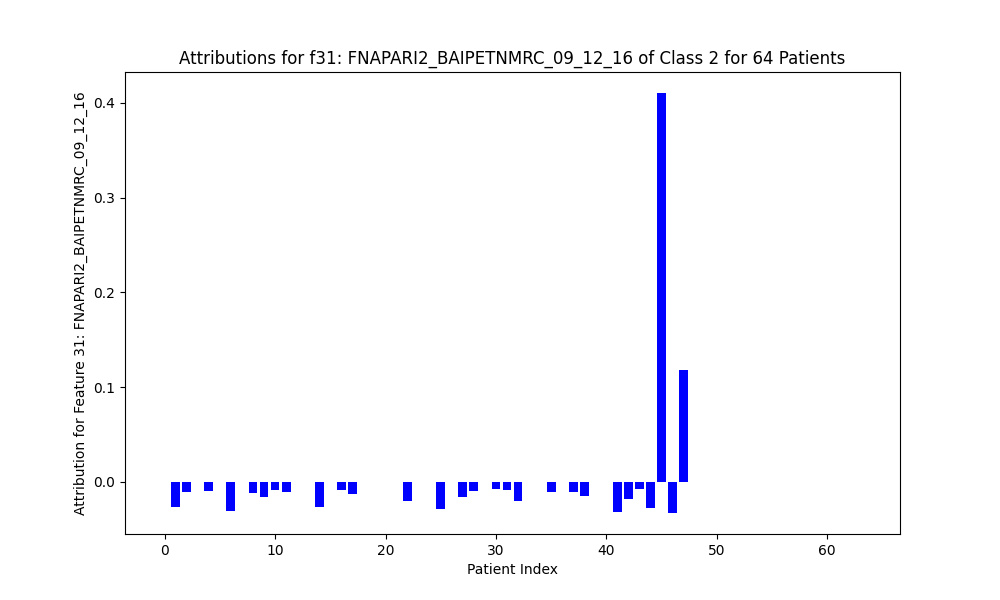 Attributions for f31: FNAPARI2_BAIPETNMRC_09_12_16 of Class 2 for 64 Patients
Attribution for Feature 31: FNAPARI2_BAIPETNMRC_09_12_16
0.4
0.3
0.2
0.1
0.0
0 10 20 30 40 50 60
Patient Index